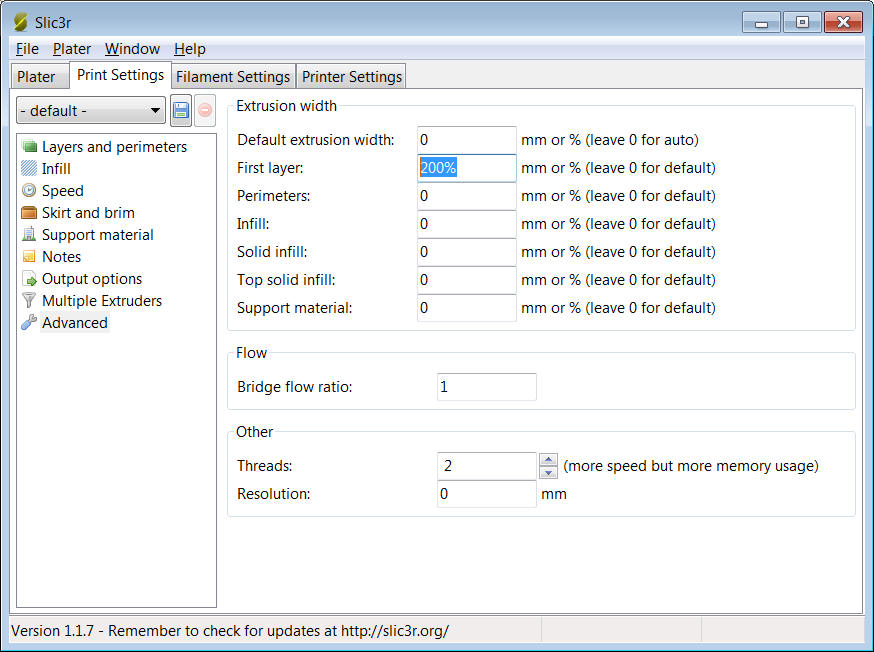 Slic3r
File Plater Window Help
Plater Print Settings Filament Settings Printer Settings
- default -
Layers and perimeters
Infill
Speed
Skirt and brim
Support material
Notes
Output options
Multiple Extruders
Advanced
Extrusion width
Default extrusion width: 0 mm or % (leave 0 for auto)
First layer: 200% mm or % (leave 0 for default)
Perimeters: 0 mm or % (leave 0 for default)
Infill: 0 mm or % (leave 0 for default)
Solid infill: 0 mm or % (leave 0 for default)
Top solid infill: 0 mm or % (leave 0 for default)
Support material: 0 mm or % (leave 0 for default)
Flow
Bridge flow ratio: 1
Other
Threads: 2 (more speed but more memory usage)
Resolution: 0 mm
Version 1.1.7 - Remember to check for updates at http://slic3r.org/